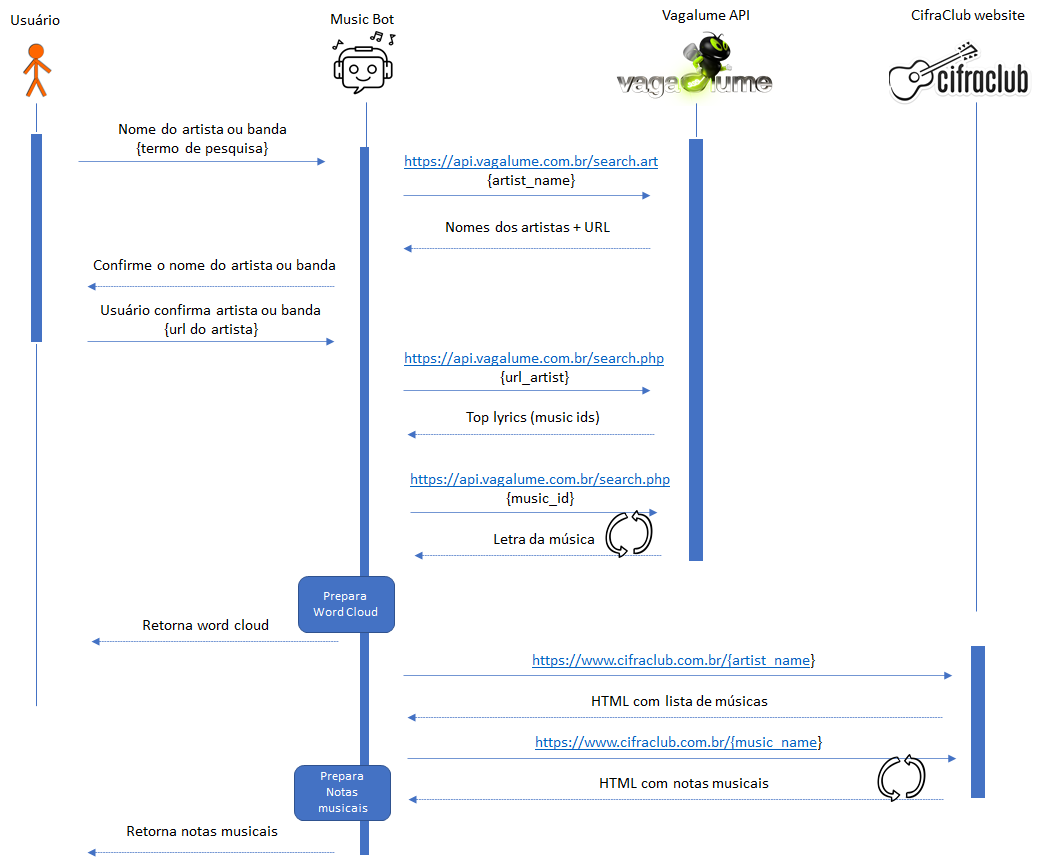 Usuário
Music Bot
Vagalume API
CifraClub website
vagalume
cifraclub
Nome do artista ou banda
{termo de pesquisa}
https://api.vagalume.com.br/search.art
{artist_name}
Nomes dos artistas + URL
Confirme o nome do artista ou banda
Usuário confirma artista ou banda
{url do artista}
https://api.vagalume.com.br/search.php
{url_artist}
Top lyrics (music ids)
https://api.vagalume.com.br/search.php
{music_id}
Letra da música
Prepara
Word Cloud
Retorna word cloud
https://www.cifraclub.com.br/{artist_name}
HTML com lista de músicas
https://www.cifraclub.com.br/{music_name}
HTML com notas musicais
Prepara
Notas
musicais
Retorna notas musicais